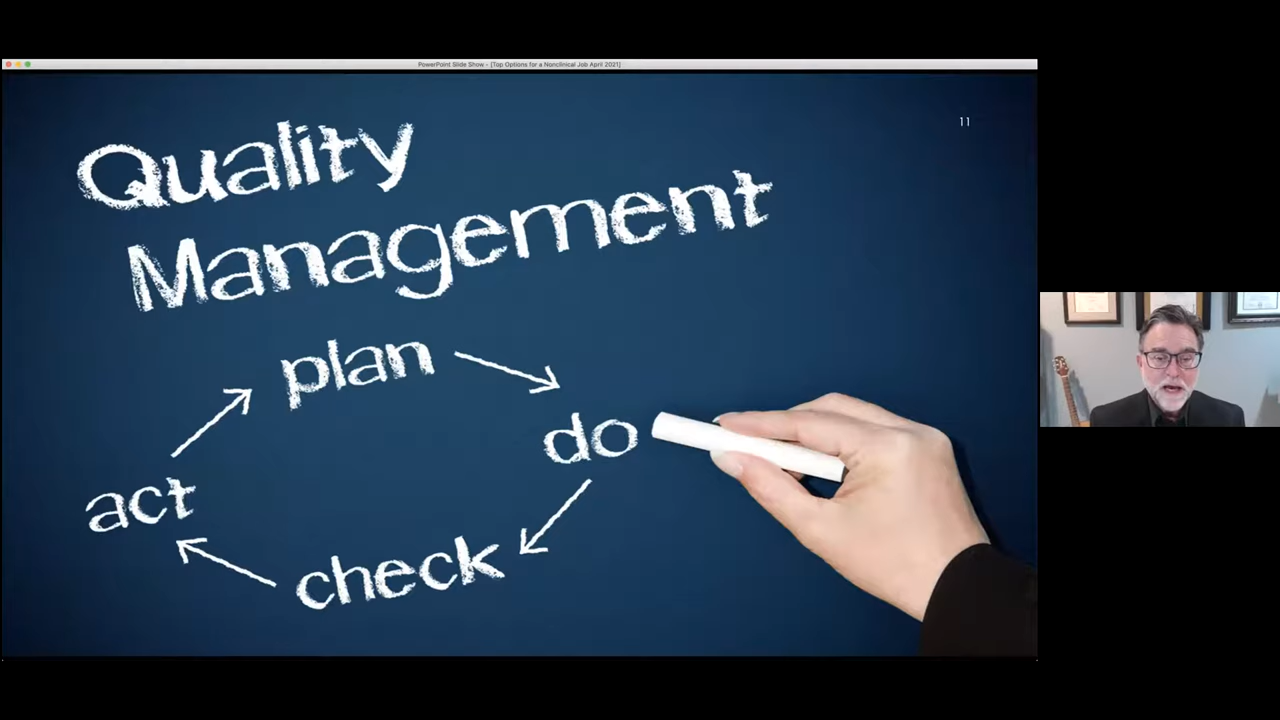 PowerPoint Slide Show - [Top Options for a Nonclinical Job April 2021]
11
Quality
Management
plan
do
act
check